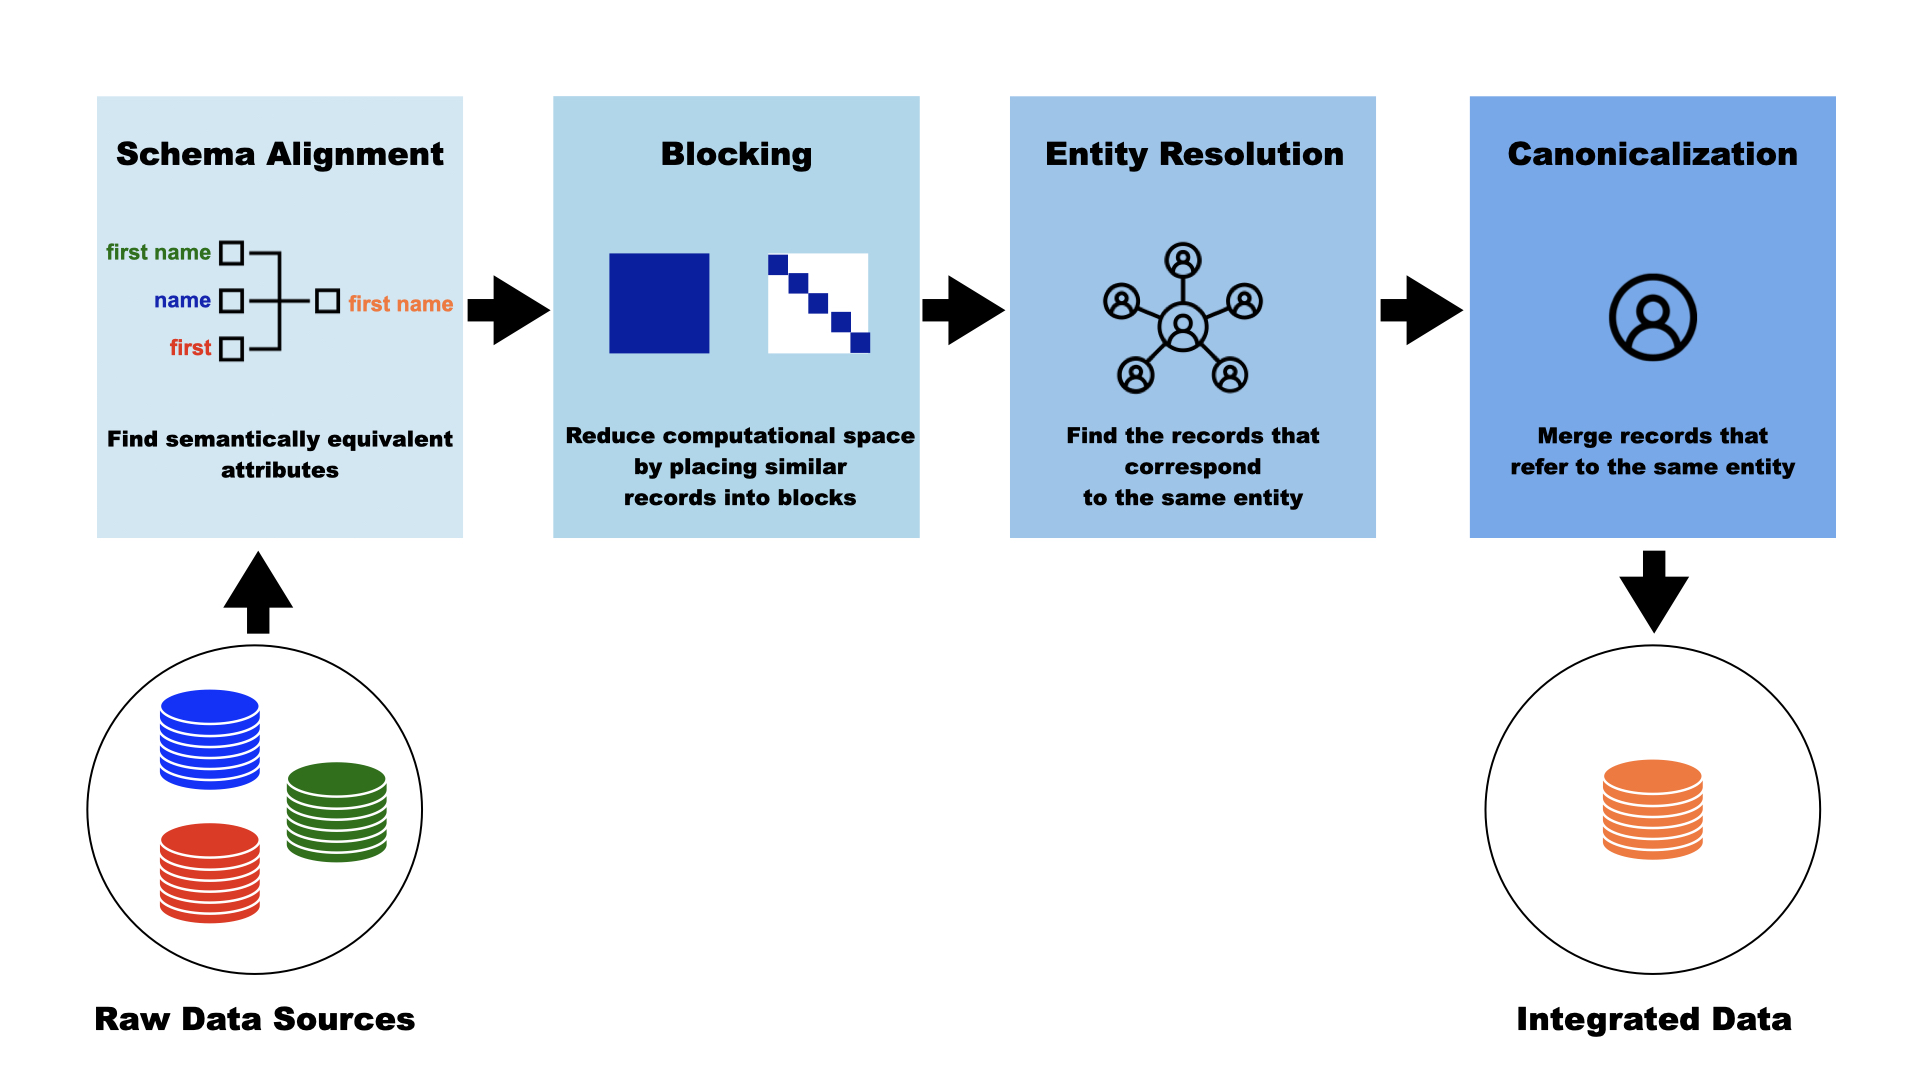 Schema Alignment
first name
name
first name
first
Find semantically equivalent
attributes
Blocking
Reduce computational space
by placing similar
records into blocks
Entity Resolution
Find the records that
correspond
to the same entity
Canonicalization
Merge records that
refer to the same entity
Raw Data Sources
Integrated Data